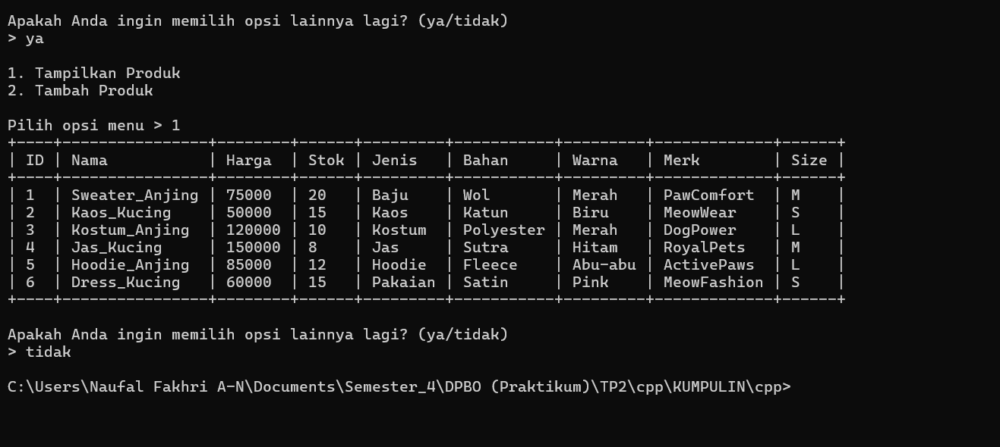 Apakah Anda ingin memilih opsi lainnya lagi? (ya/tidak)
> ya
1. Tampilkan Produk
2. Tambah Produk
Pilih opsi menu > 1
+----+----------------+--------+------+---------+-----------+---------+-------------+------+
| ID | Nama           | Harga  | Stok | Jenis   | Bahan     | Warna   | Merk        | Size |
+----+----------------+--------+------+---------+-----------+---------+-------------+------+
| 1  | Sweater_Anjing | 75000  | 20   | Baju    | Wol       | Merah   | PawComfort  | M    |
| 2  | Kaos_Kucing    | 50000  | 15   | Kaos    | Katun     | Biru    | MeowWear    | S    |
| 3  | Kostum_Anjing  | 120000 | 10   | Kostum  | Polyester | Merah   | DogPower    | L    |
| 4  | Jas_Kucing     | 150000 | 8    | Jas     | Sutra     | Hitam   | RoyalPets   | M    |
| 5  | Hoodie_Anjing  | 85000  | 12   | Hoodie  | Fleece    | Abu-abu | ActivePaws  | L    |
| 6  | Dress_Kucing   | 60000  | 15   | Pakaian | Satin     | Pink    | MeowFashion | S    |
+----+----------------+--------+------+---------+-----------+---------+-------------+------+
Apakah Anda ingin memilih opsi lainnya lagi? (ya/tidak)
> tidak
C:\Users\Naufal Fakhri A-N\Documents\Semester_4\DPBO (Praktikum)\TP2\cpp\KUMPULIN\cpp>